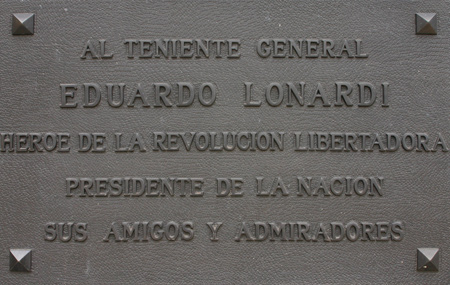 AL TENIENTE GENERAL
EDUARDO LONARDI
HEROE DE LA REVOLUCION LIBERTADORA
PRESIDENTE DE LA NACION
SUS AMIGOS Y ADMIRADORES